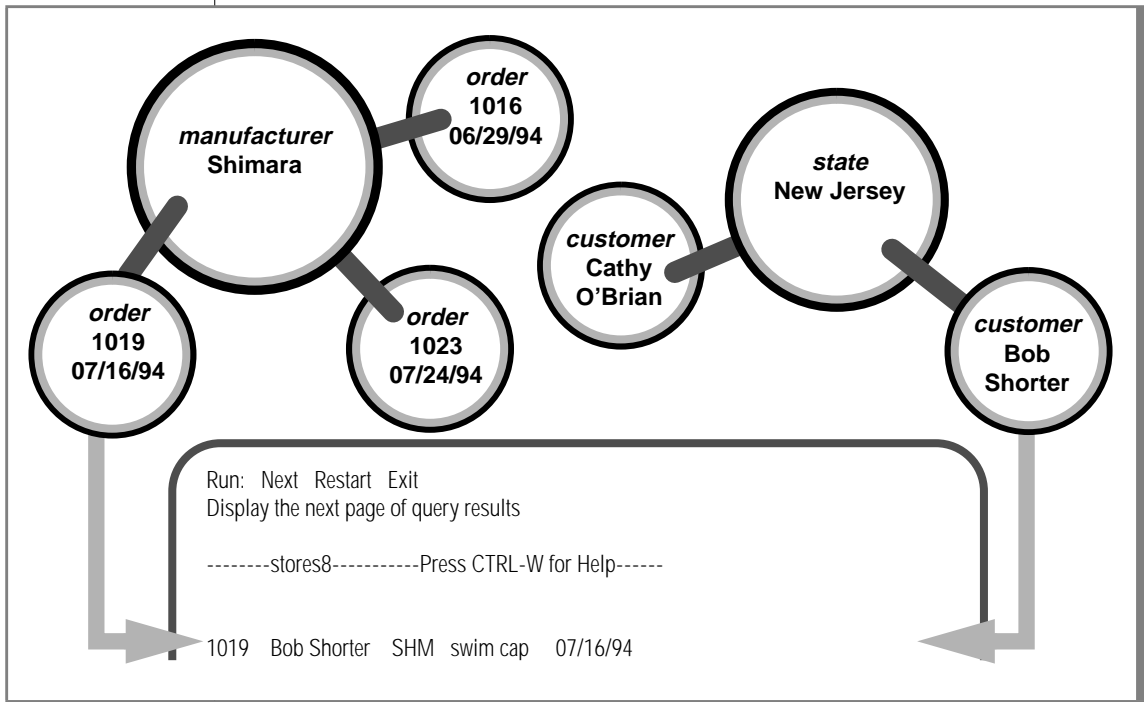 order
1016
06/29/94
manufacturer
Shimara
state
New Jersey
customer
Cathy
O’Brian
order
1019
07/16/94
order
1023
07/24/94
customer
Bob
Shorter
Run:  Next  Restart  Exit
Display the next page of query results
--------stores8-----------Press CTRL-W for Help------
1019  Bob Shorter  SHM  swim cap  07/16/94